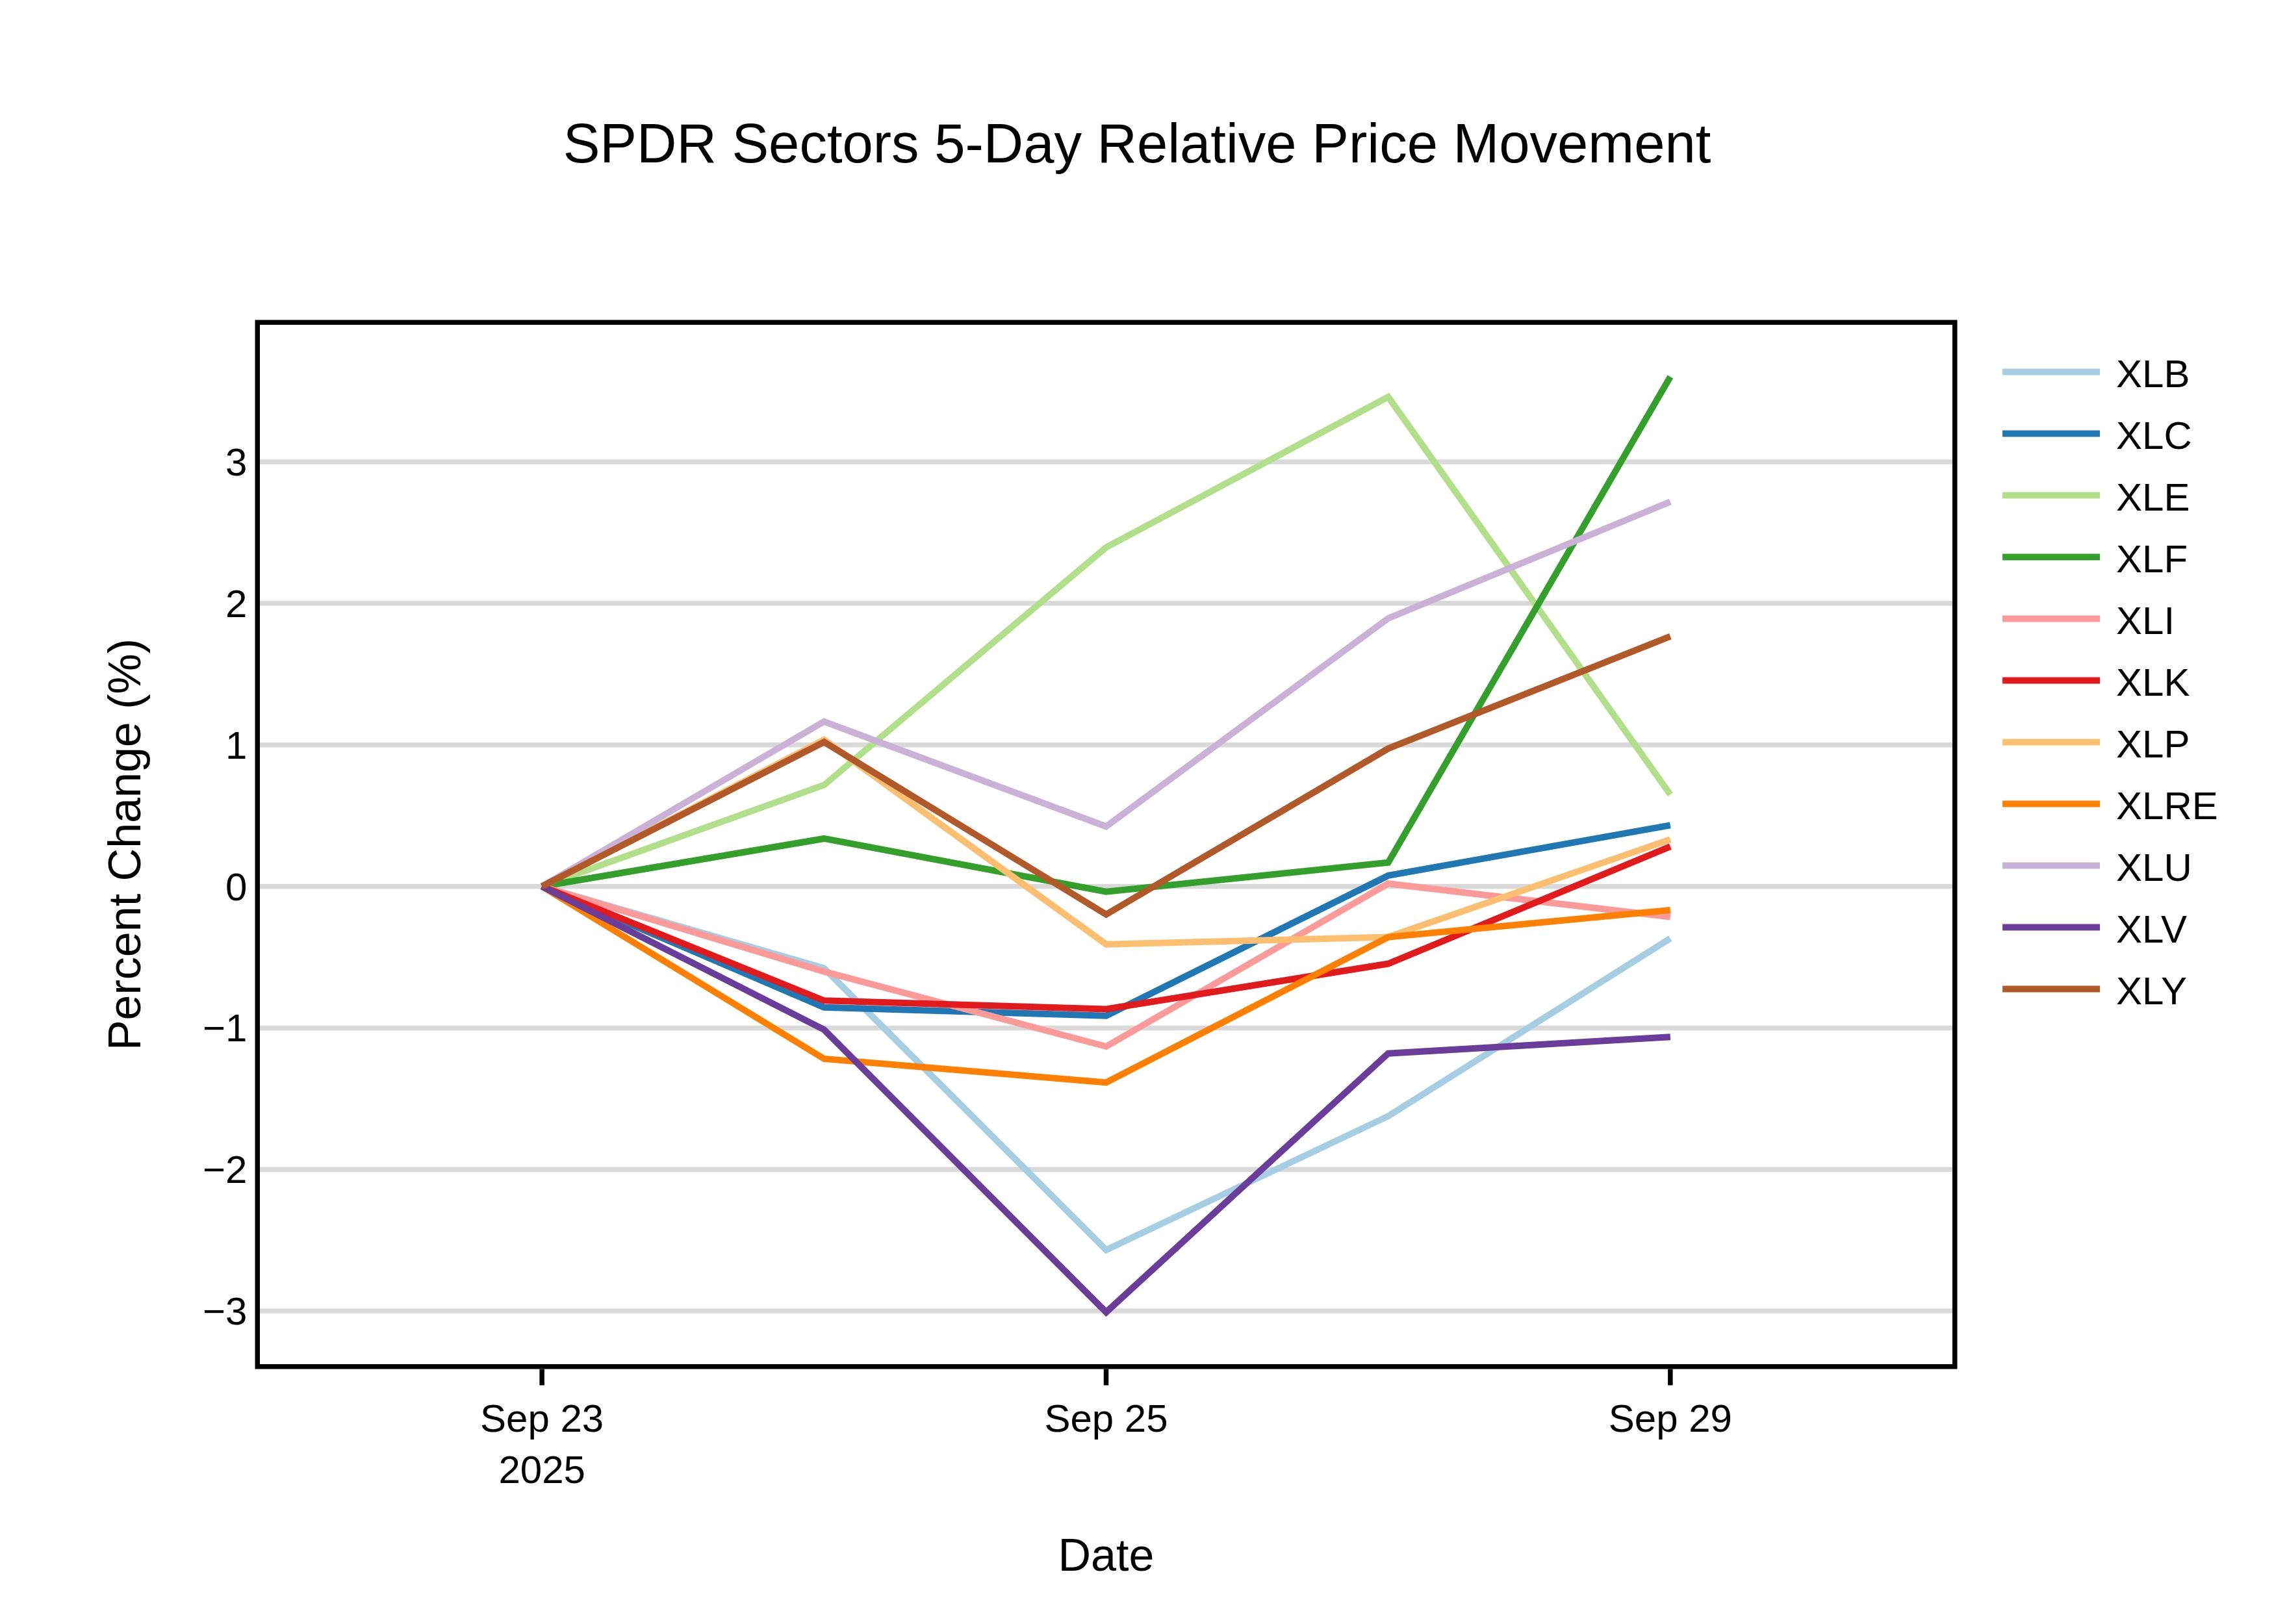 SPDR Sectors 5-Day Relative Price Movement
Percent Change (%)
3
2
1
0
−1
−2
−3
Sep 23
2025
Sep 25
Sep 29
Date
XLB
XLC
XLE
XLF
XLI
XLK
XLP
XLRE
XLU
XLV
XLY